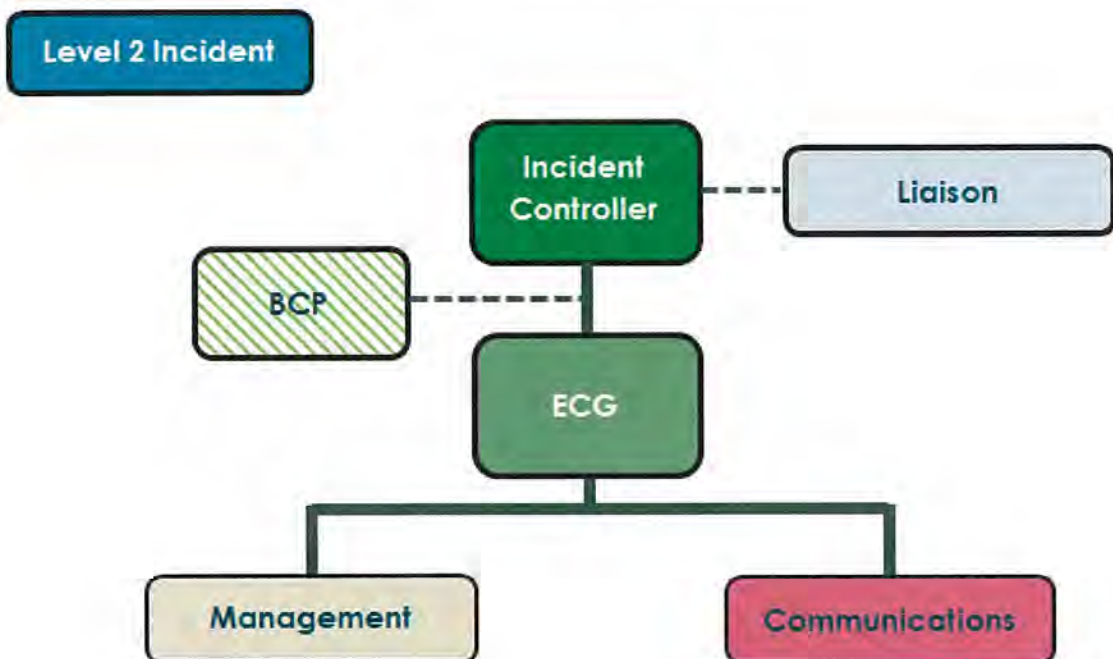 Level 2 Incident
Incident
Controller
Liaison
BCP
ECG
Management
Communications